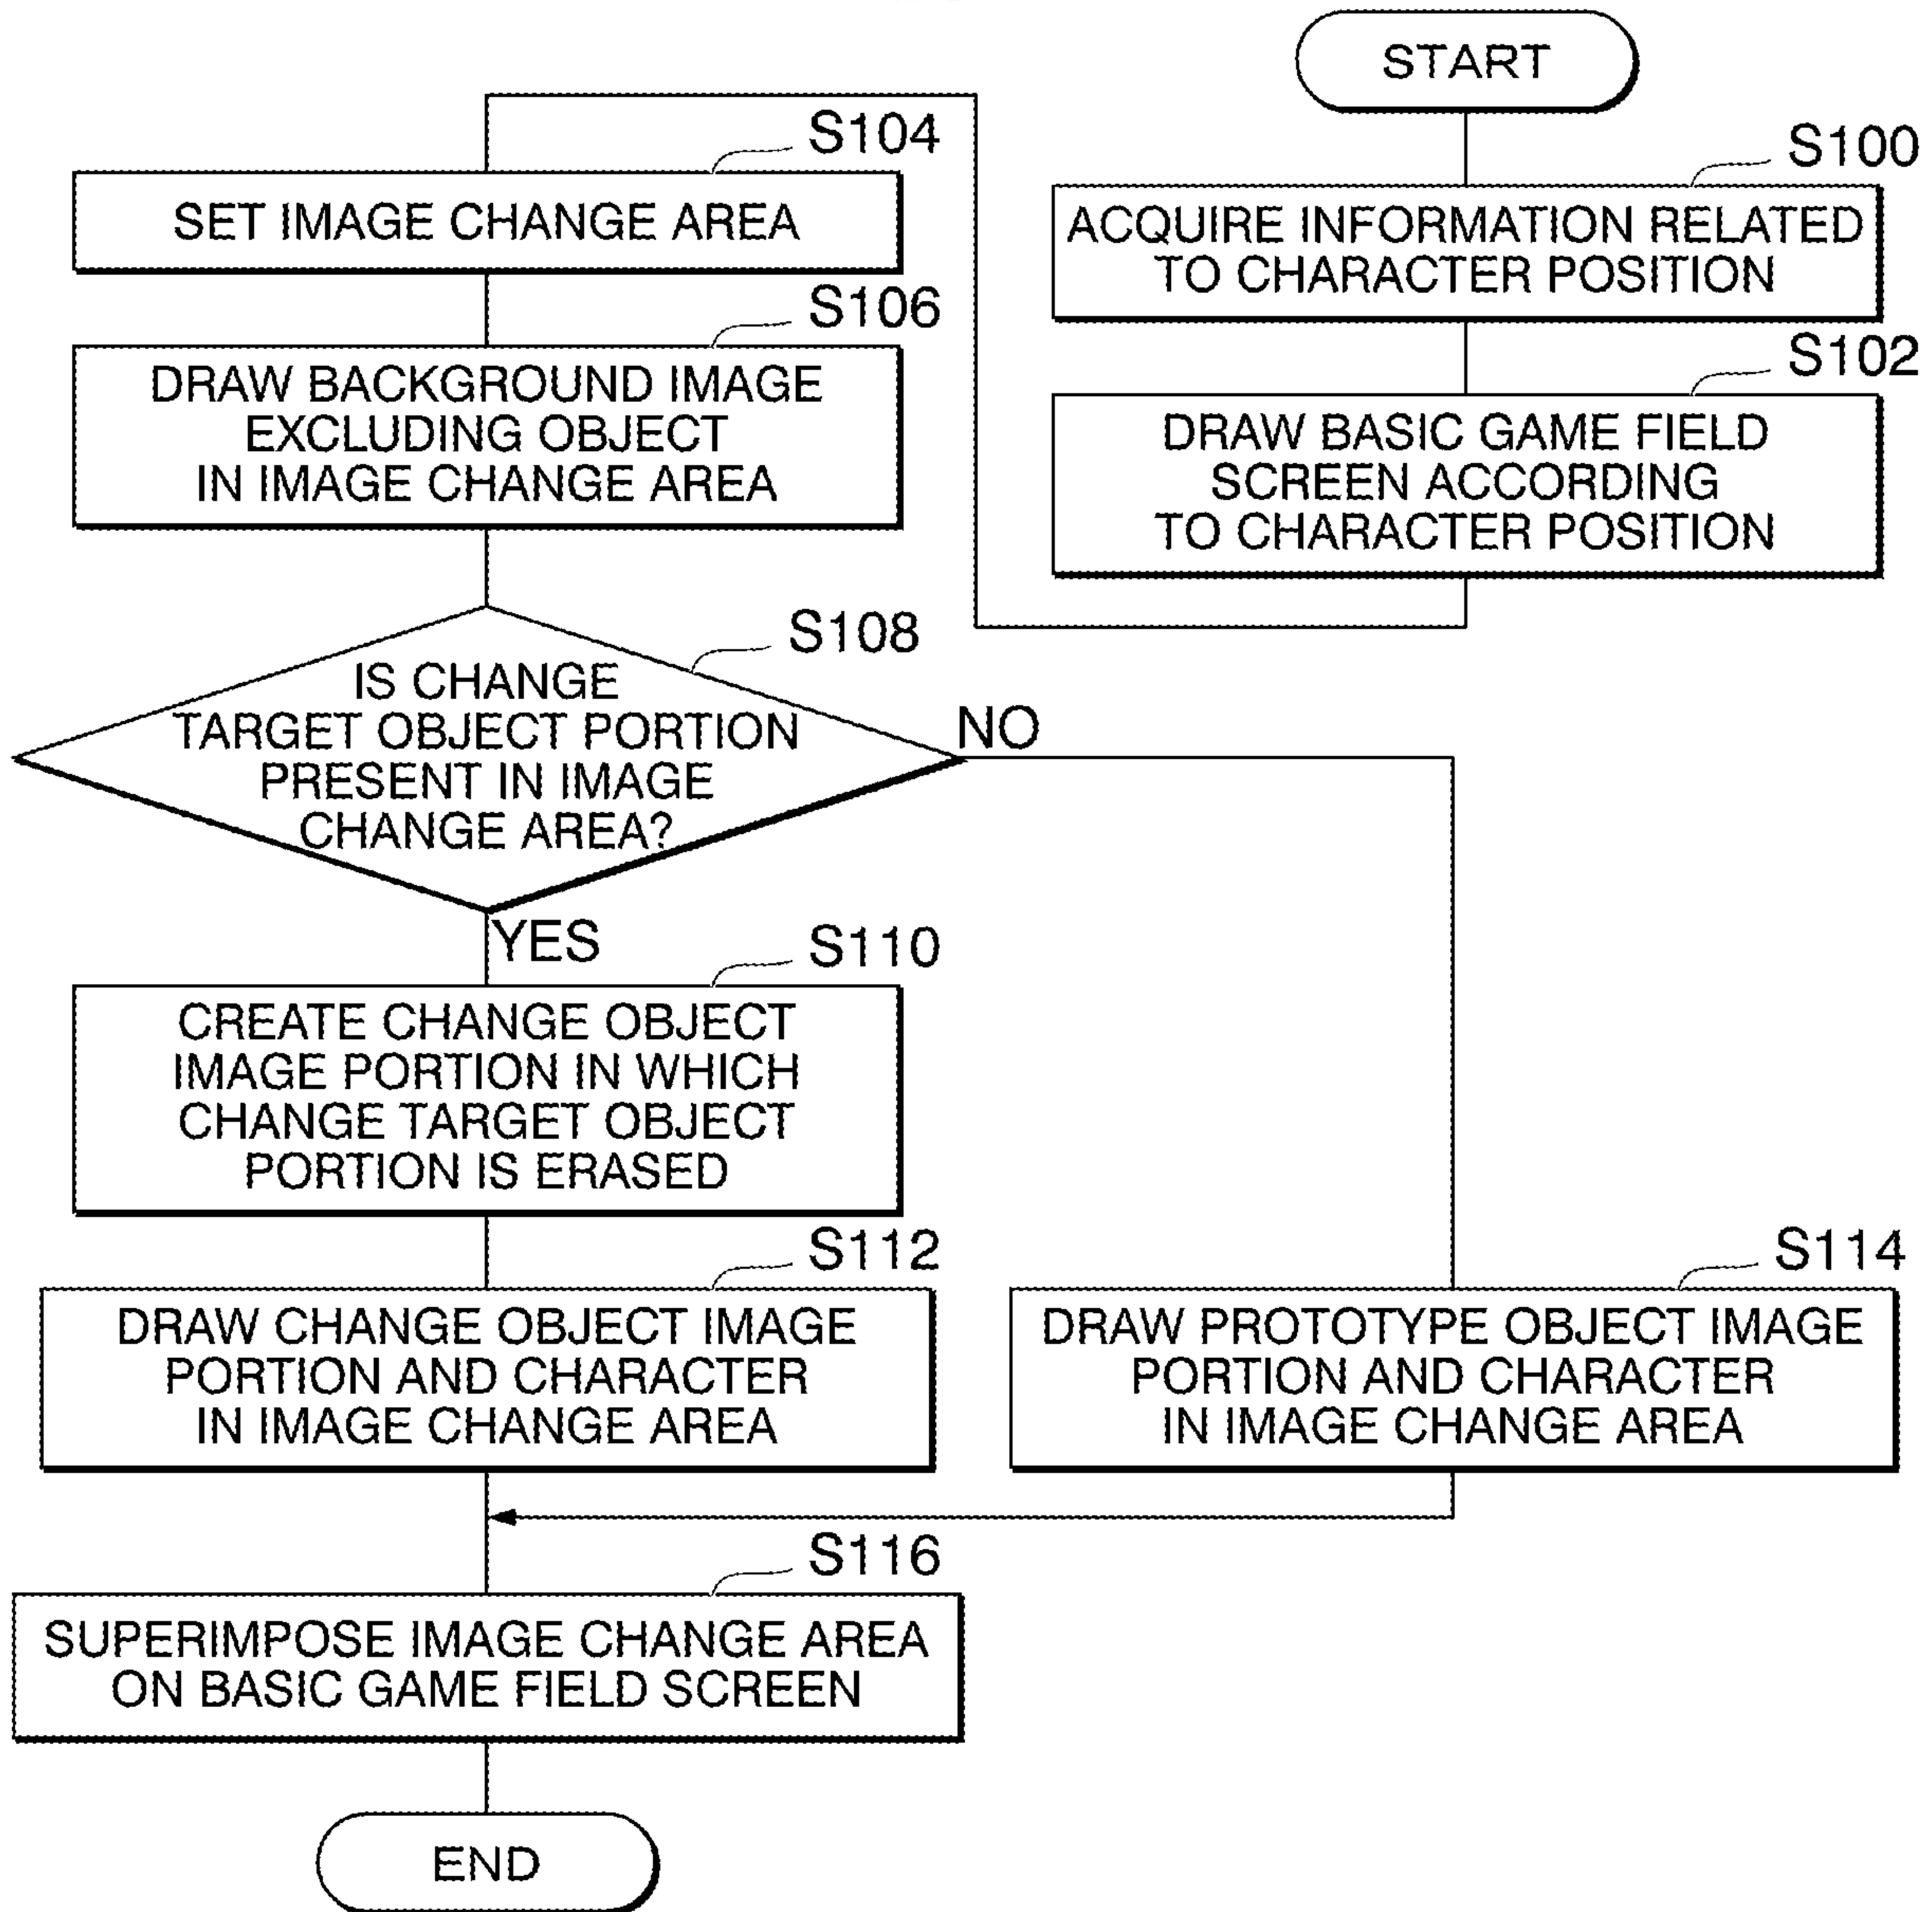 START
S100
ACQUIRE INFORMATION RELATED
TO CHARACTER POSITION
S102
DRAW BASIC GAME FIELD
SCREEN ACCORDING
TO CHARACTER POSITION
S104
SET IMAGE CHANGE AREA
S106
DRAW BACKGROUND IMAGE
EXCLUDING OBJECT
IN IMAGE CHANGE AREA
S108
IS CHANGE
TARGET OBJECT PORTION
PRESENT IN IMAGE
CHANGE AREA?
NO
YES
S110
CREATE CHANGE OBJECT
IMAGE PORTION IN WHICH
CHANGE TARGET OBJECT
PORTION IS ERASED
S112
DRAW CHANGE OBJECT IMAGE
PORTION AND CHARACTER
IN IMAGE CHANGE AREA
S114
DRAW PROTOTYPE OBJECT IMAGE
PORTION AND CHARACTER
IN IMAGE CHANGE AREA
S116
SUPERIMPOSE IMAGE CHANGE AREA
ON BASIC GAME FIELD SCREEN
END